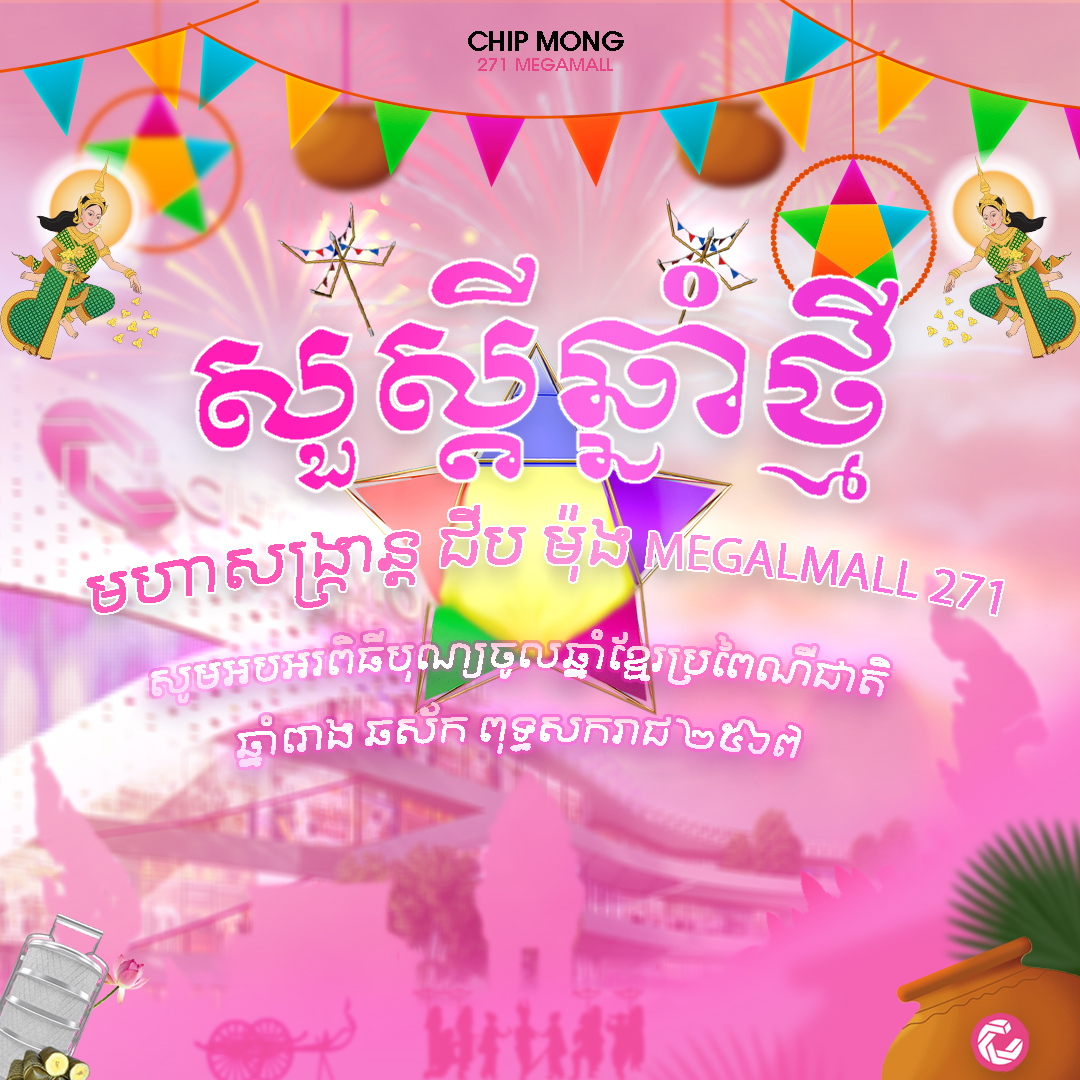 CHIP MONG
271 MEGAMALL
សួស្តីឆ្នាំថ្មី
មហាសង្ក្រាន្ត ជីប ម៉ុង MEGALMALL 271
សូមអបអរពិធីបុណ្យចូលឆ្នាំខ្មែរប្រពៃណីជាតិ
ឆ្នាំរោង ឆស័ក ពុទ្ធសករាជ ២៥៦៧